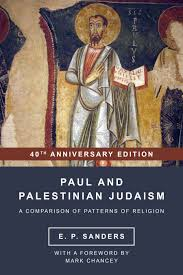 40TH ANNIVERSARY EDITION
PAUL AND
PALESTINIAN JUDAISM
A COMPARISON OF PATTERNS OF RELIGION
E. P. SANDERS
WITH A FOREWORD BY
MARK CHANCEY